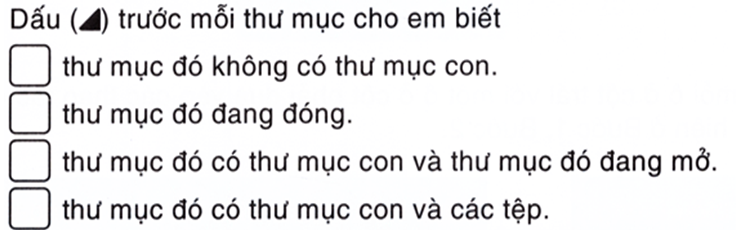 Dấu (◢) trước mỗi thư mục cho em biết
thư mục đó không có thư mục con.
thư mục đó đang đóng.
thư mục đó có thư mục con và thư mục đó đang mở.
thư mục đó có thư mục con và các tệp.